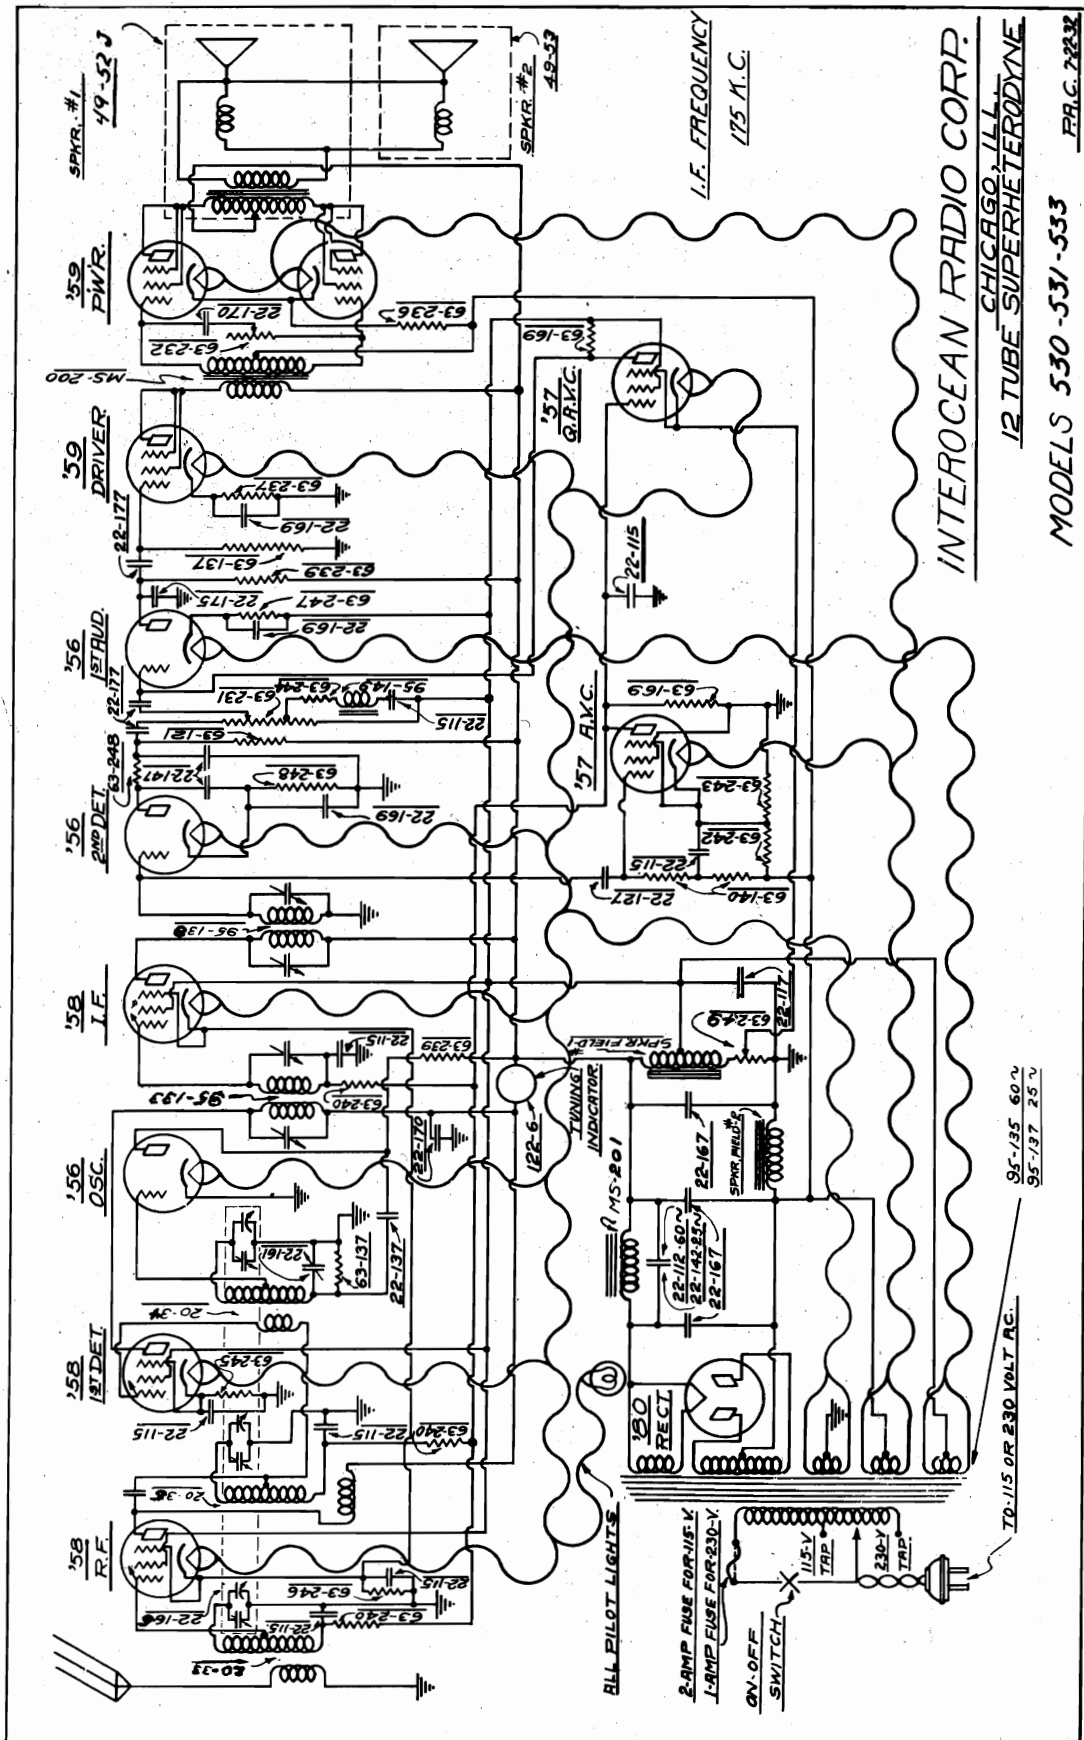 SPKR. #1
49-52 J
SPKR. #2
49-53
'58
R.F.
'58
1ST DET.
'56
OSC.
'58
I.F.
'56
2ND DET.
'56
1ST AUD.
'59
DRIVER.
'59
PWR.
20-33
22-115
63-240
63-246
22-115
22-115
63-245
22-115
63-240
20-34
22-161
63-137
22-137
95-133
63-240
22-115
63-239
22-170
63-248
22-147
63-248
22-169
63-121
22-177
63-231
95-149
22-115
22-169
63-247
22-175
63-239
63-137
22-177
22-169
63-237
MS-200
63-232
22-170
63-236
63-169
'57
Q.A.V.C.
22-115
'57 A.V.C.
63-169
63-243
63-242
22-115
22-127
63-140
122-6
TUNING
INDICATOR.
SPKR FIELD #1
63-249
22-117
22-167
SPKR. FIELD #2
MS-201
22-112-60~
22-142-25~
22-167
'80
RECT
ALL PILOT LIGHTS
2-AMP FUSE FOR-115-V.
1-AMP FUSE FOR-230-V.
ON-OFF
SWITCH
115-V
TAP
230-V
TAP.
TO-115 OR 230 VOLT A.C.
95-135 60~
95-137 25~
I.F. FREQUENCY
175 K.C.
INTEROCEAN RADIO CORP.
CHICAGO, ILL.
12 TUBE SUPERHETERODYNE
MODELS 530-531-533
P.A.C. 7-22-32